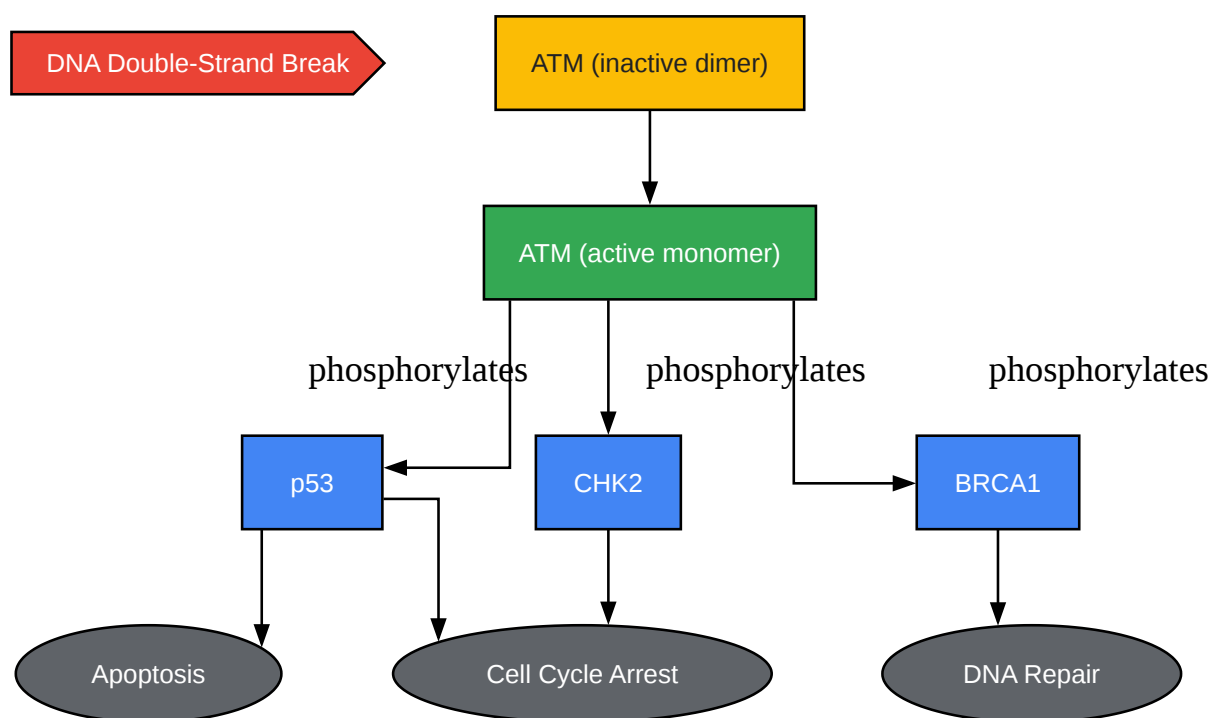 DNA Double-Strand Break
ATM (inactive dimer)
ATM (active monomer)
phosphorylates
phosphorylates
phosphorylates
p53
CHK2
BRCA1
Apoptosis
Cell Cycle Arrest
DNA Repair